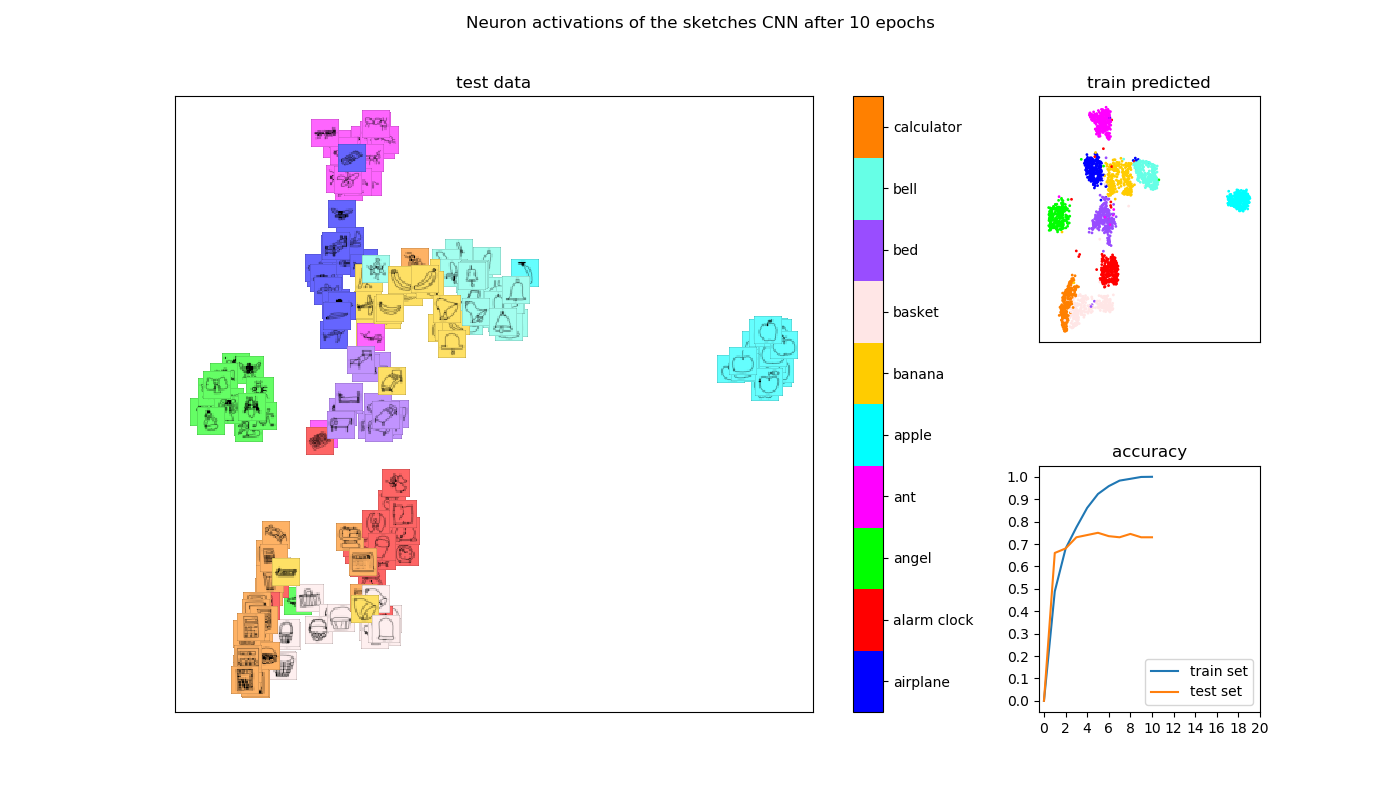 Neuron activations of the sketches CNN after 10 epochs
test data
calculator
bell
bed
basket
banana
apple
ant
angel
alarm clock
airplane
train predicted
accuracy
1.0
0.9
0.8
0.7
0.6
0.5
0.4
0.3
0.2
0.1
0.0
train set
test set
0 2 4 6 8 10 12 14 16 18 20